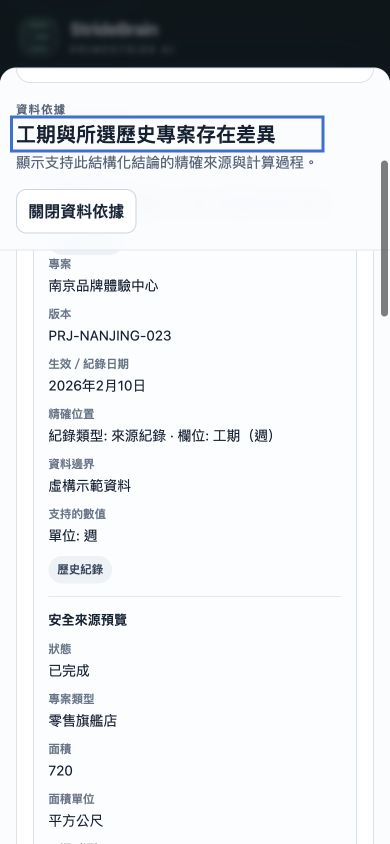 StrideBrain
資料依據
工期與所選歷史專案存在差異
顯示支持此結構化結論的精確來源與計算過程。
關閉資料依據
專案
南京品牌體驗中心
版本
PRJ-NANJING-023
生效 / 紀錄日期
2026年2月10日
精確位置
紀錄類型: 來源紀錄 · 欄位: 工期（週）
資料邊界
虛構示範資料
支持的數值
單位: 週
歷史紀錄
安全來源預覽
狀態
已完成
專案類型
零售旗艦店
面積
720
面積單位
平方公尺